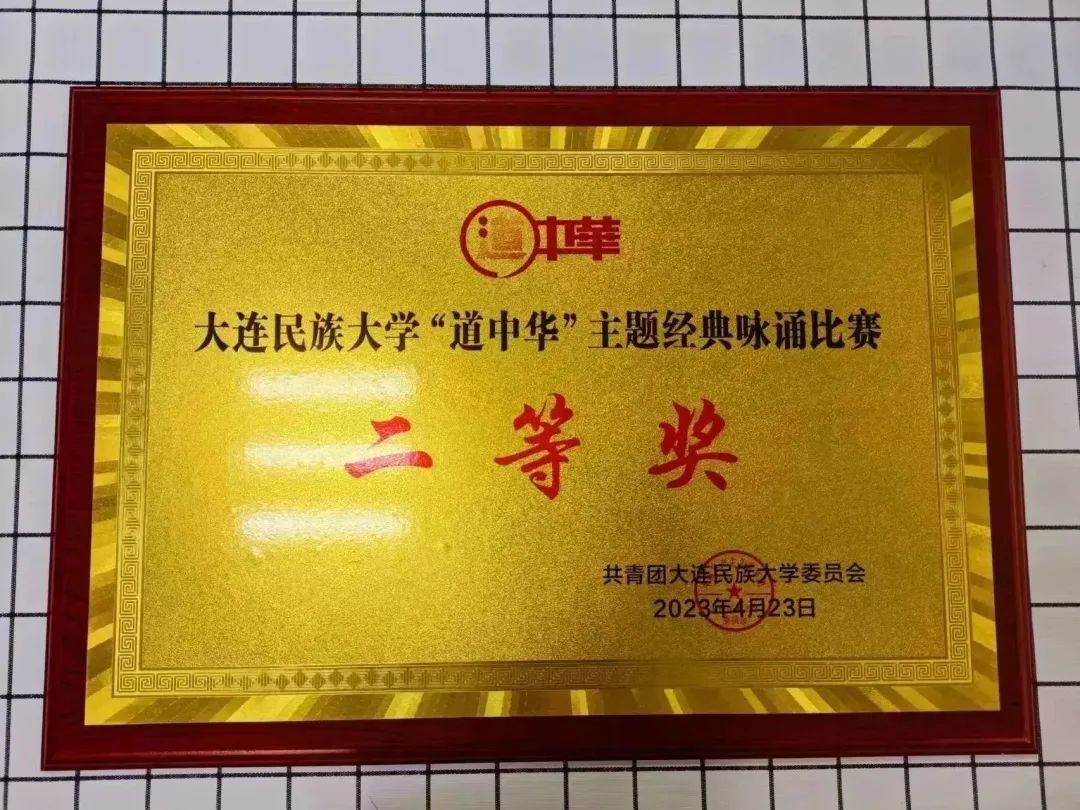 道中華
大连民族大学“道中华”主题经典咏诵比赛
二等奖
共青团大连民族大学委员会
2023年4月23日